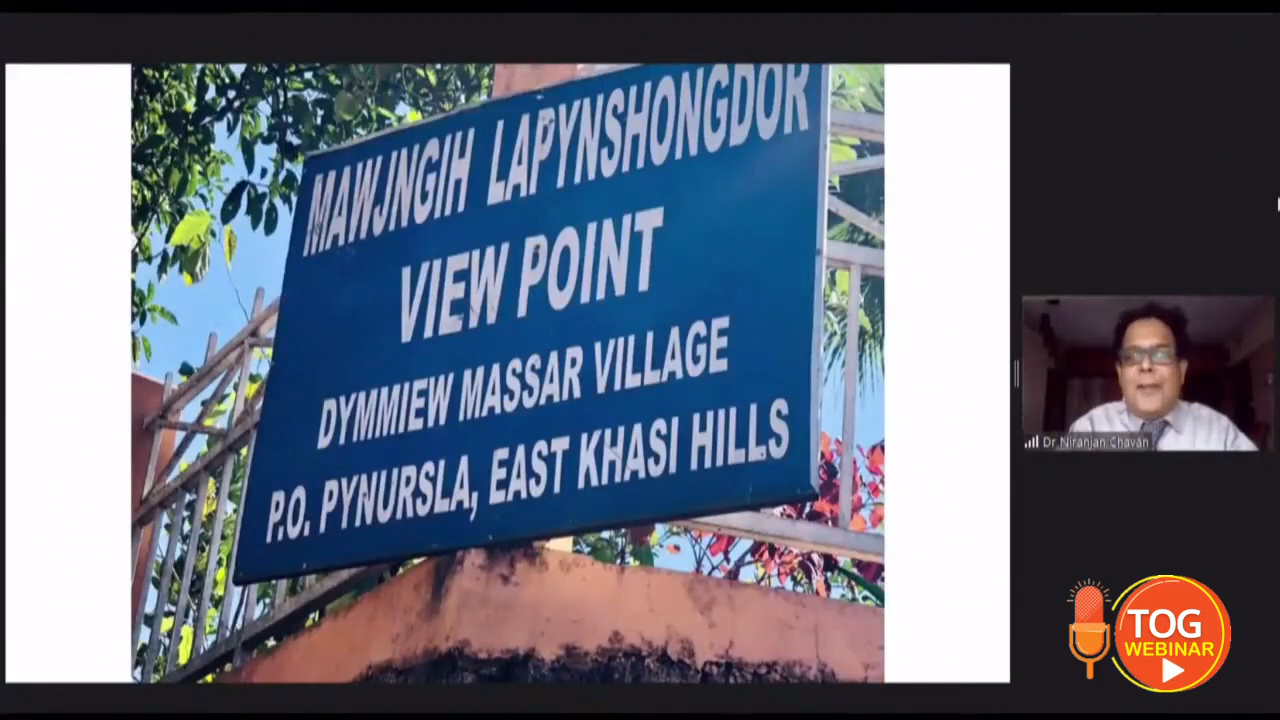 MAWJNGIH LAPYNSHONGDOR
VIEW POINT
DYMMIEW MASSAR VILLAGE
P.O. PYNURSLA, EAST KHASI HILLS
Dr Niranjan Chavan
TOG
WEBINAR